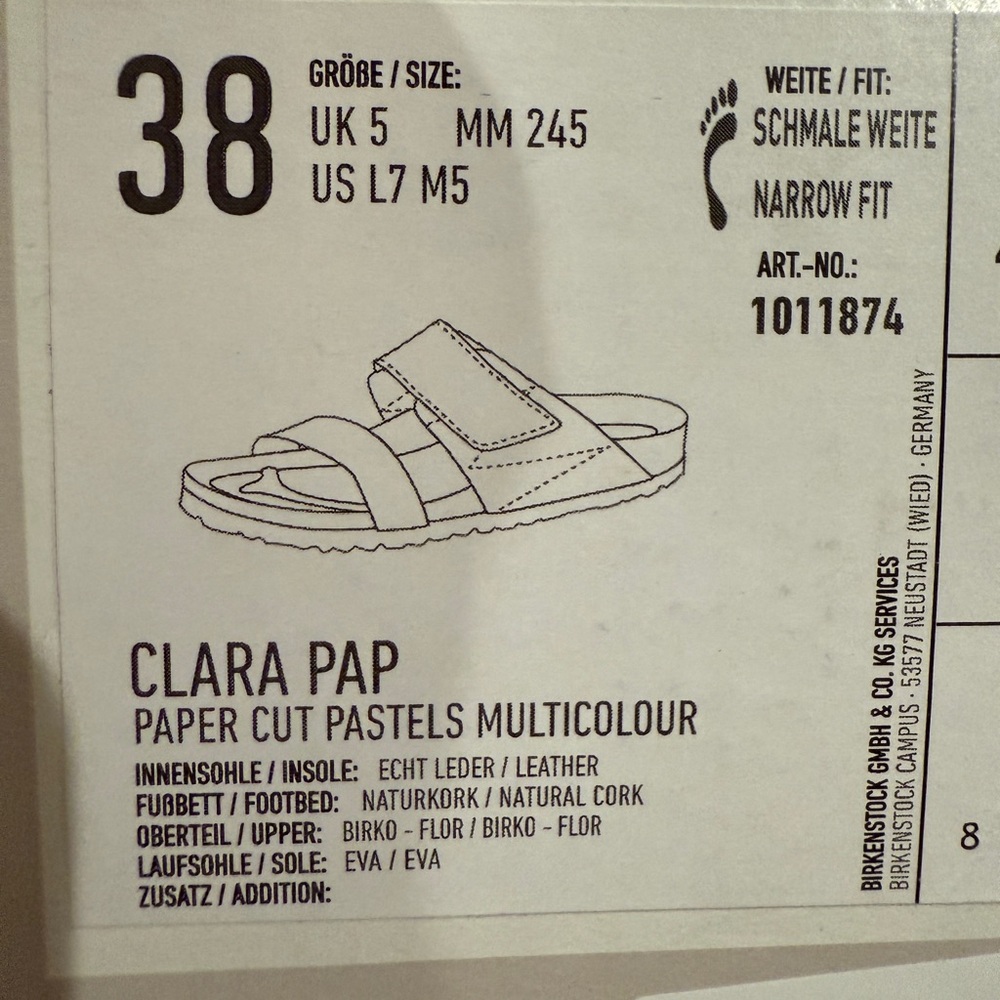 38
GRÖßE / SIZE:
UK 5 MM 245
US L7 M5
WEITE / FIT:
SCHMALE WEITE
NARROW FIT
ART.-NO.:
1011874
CLARA PAP
PAPER CUT PASTELS MULTICOLOUR
INNENSOHLE / INSOLE: ECHT LEDER / LEATHER
FUßBETT / FOOTBED: NATURKORK / NATURAL CORK
OBERTEIL / UPPER: BIRKO - FLOR / BIRKO - FLOR
LAUFSOHLE / SOLE: EVA / EVA
ZUSATZ / ADDITION:
BIRKENSTOCK GMBH & CO. KG SERVICES
BIRKENSTOCK CAMPUS · 53577 NEUSTADT (WIED) · GERMANY
8